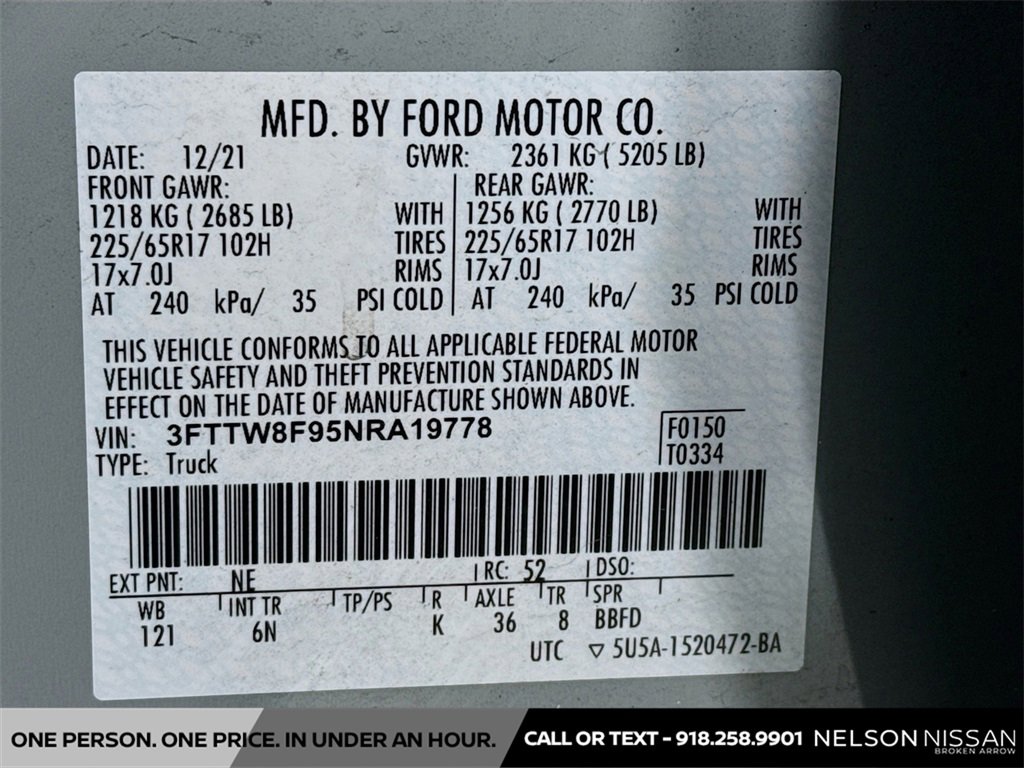 MFD. BY FORD MOTOR CO.
DATE: 12/21 GVWR: 2361 KG ( 5205 LB)
FRONT GAWR: REAR GAWR:
1218 KG ( 2685 LB) WITH 1256 KG ( 2770 LB) WITH
225/65R17 102H TIRES 225/65R17 102H TIRES
17x7.0J RIMS 17x7.0J RIMS
AT 240 kPa/ 35 PSI COLD AT 240 kPa/ 35 PSI COLD
THIS VEHICLE CONFORMS TO ALL APPLICABLE FEDERAL MOTOR
VEHICLE SAFETY AND THEFT PREVENTION STANDARDS IN
EFFECT ON THE DATE OF MANUFACTURE SHOWN ABOVE.
VIN: 3FTTW8F95NRA19778 F0150
TYPE: Truck T0334
EXT PNT: NE RC: 52 DSO:
WB INT TR TP/PS R AXLE TR SPR
121 6N K 36 8 BBFD
UTC ▽ 5U5A-1520472-BA
ONE PERSON. ONE PRICE. IN UNDER AN HOUR. CALL OR TEXT - 918.258.9901 NELSON NISSAN
BROKEN ARROW